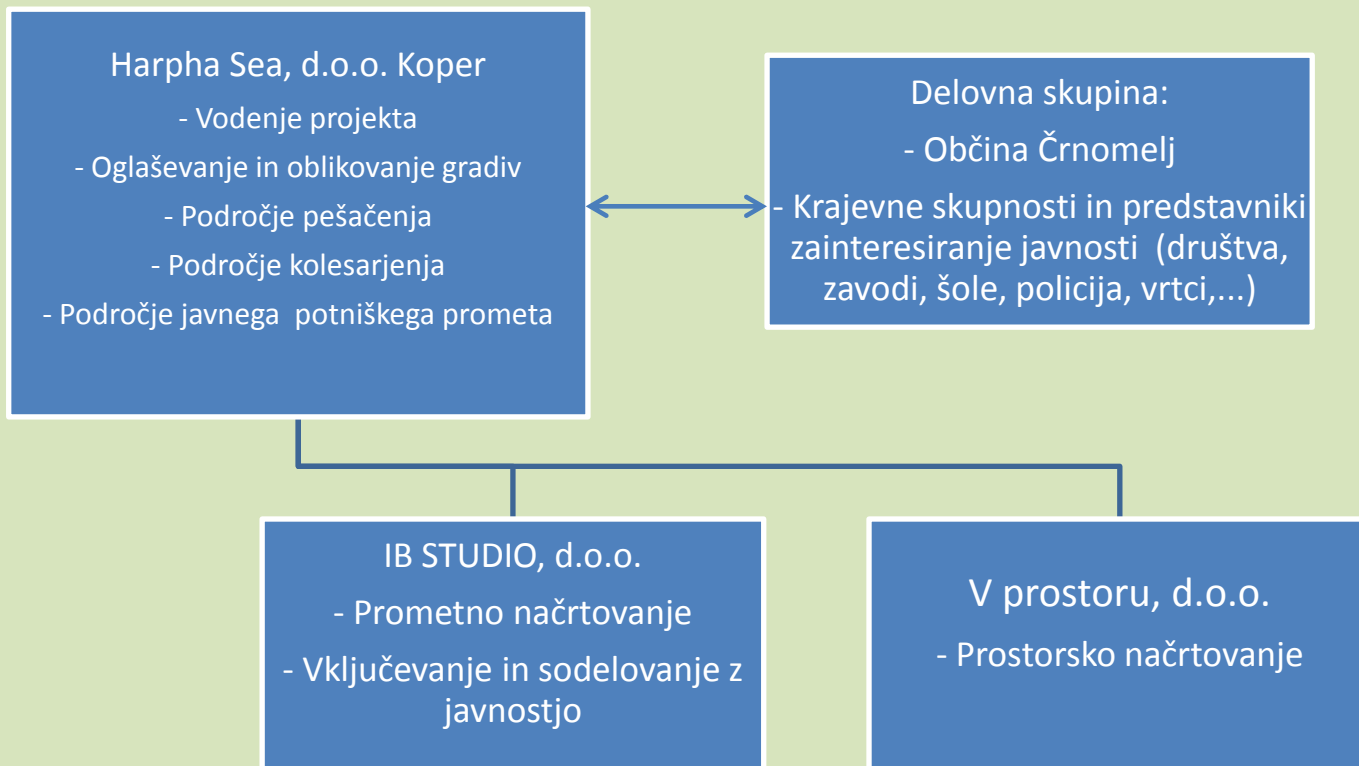 Harpha Sea, d.o.o. Koper
- Vodenje projekta
- Oglaševanje in oblikovanje gradiv
- Področje pešačenja
- Področje kolesarjenja
- Področje javnega  potniškega prometa
Delovna skupina:
- Občina Črnomelj
- Krajevne skupnosti in predstavniki
zainteresiranje javnosti  (društva,
zavodi, šole, policija, vrtci,...)
IB STUDIO, d.o.o.
- Prometno načrtovanje
- Vključevanje in sodelovanje z
javnostjo
V prostoru, d.o.o.
- Prostorsko načrtovanje